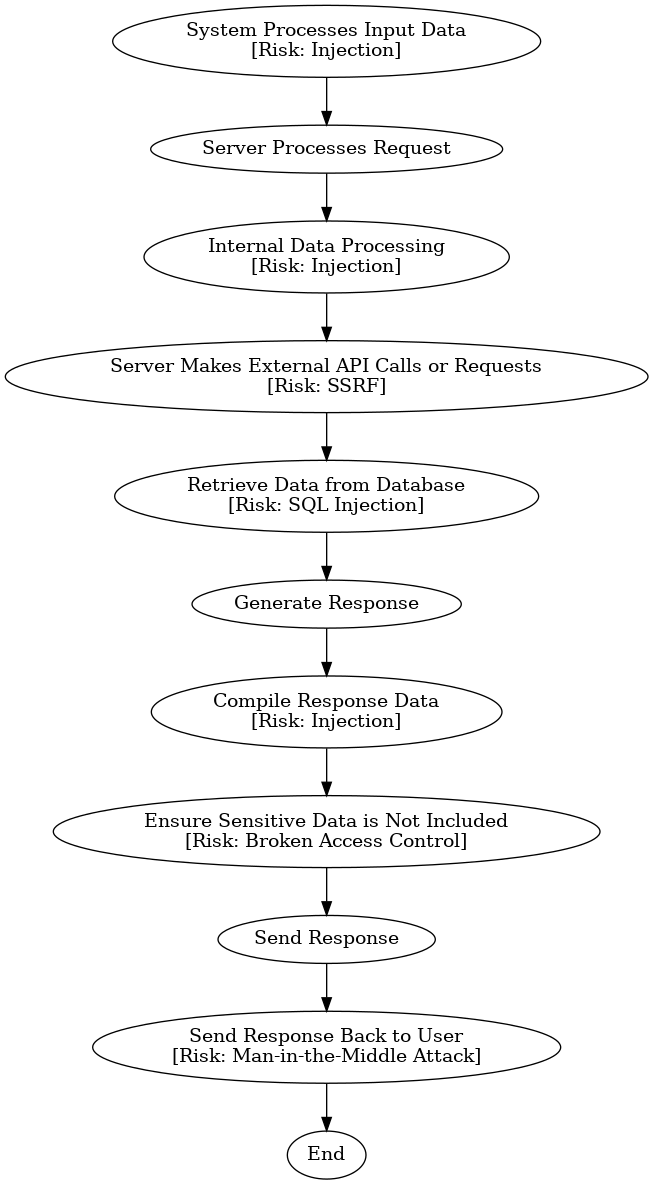 System Processes Input Data
[Risk: Injection]
Server Processes Request
Internal Data Processing
[Risk: Injection]
Server Makes External API Calls or Requests
[Risk: SSRF]
Retrieve Data from Database
[Risk: SQL Injection]
Generate Response
Compile Response Data
[Risk: Injection]
Ensure Sensitive Data is Not Included
[Risk: Broken Access Control]
Send Response
Send Response Back to User
[Risk: Man-in-the-Middle Attack]
End